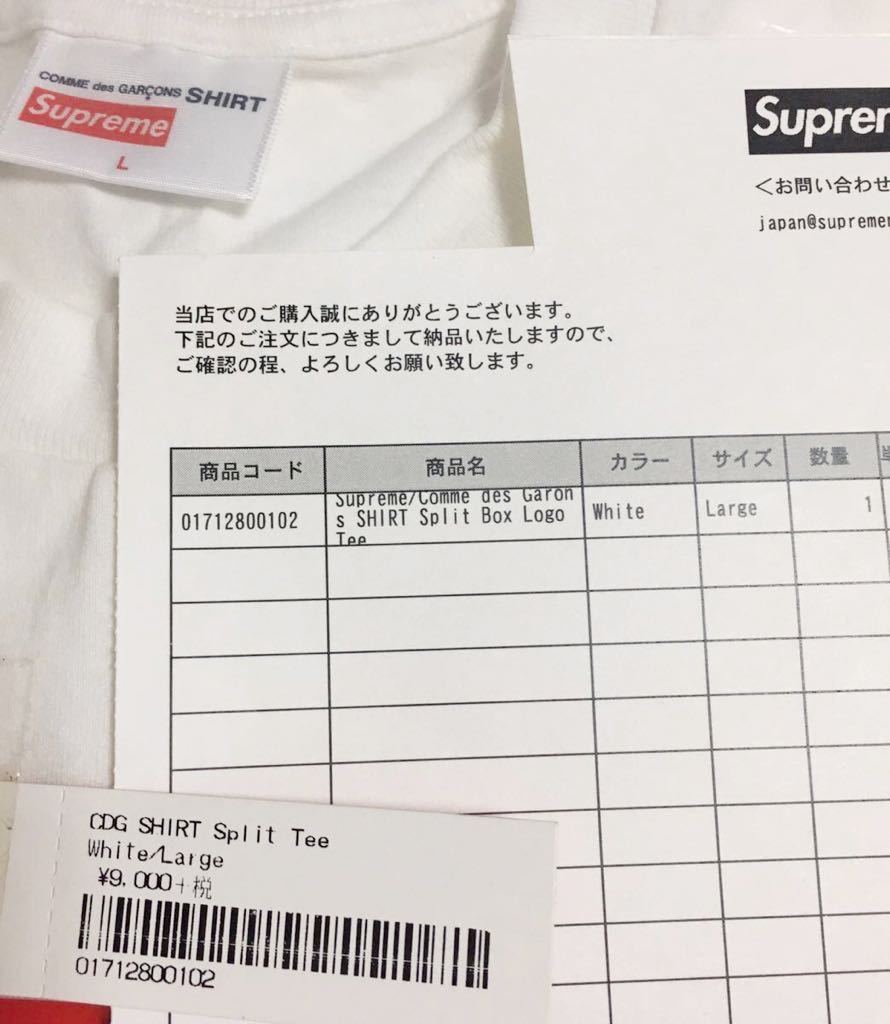 COMME des GARÇONS SHIRT
Supreme
L
Suprem
＜お問い合わせ
japan@supremen
当店でのご購入誠にありがとうございます。
下記のご注文につきまして納品いたしますので、
ご確認の程、よろしくお願い致します。
商品コード 商品名 カラー サイズ 数量
01712800102 Supreme/Comme des Garon
s SHIRT Split Box Logo
Tee White Large 1
CDG SHIRT Split Tee
White/Large
¥9,000+税
01712800102